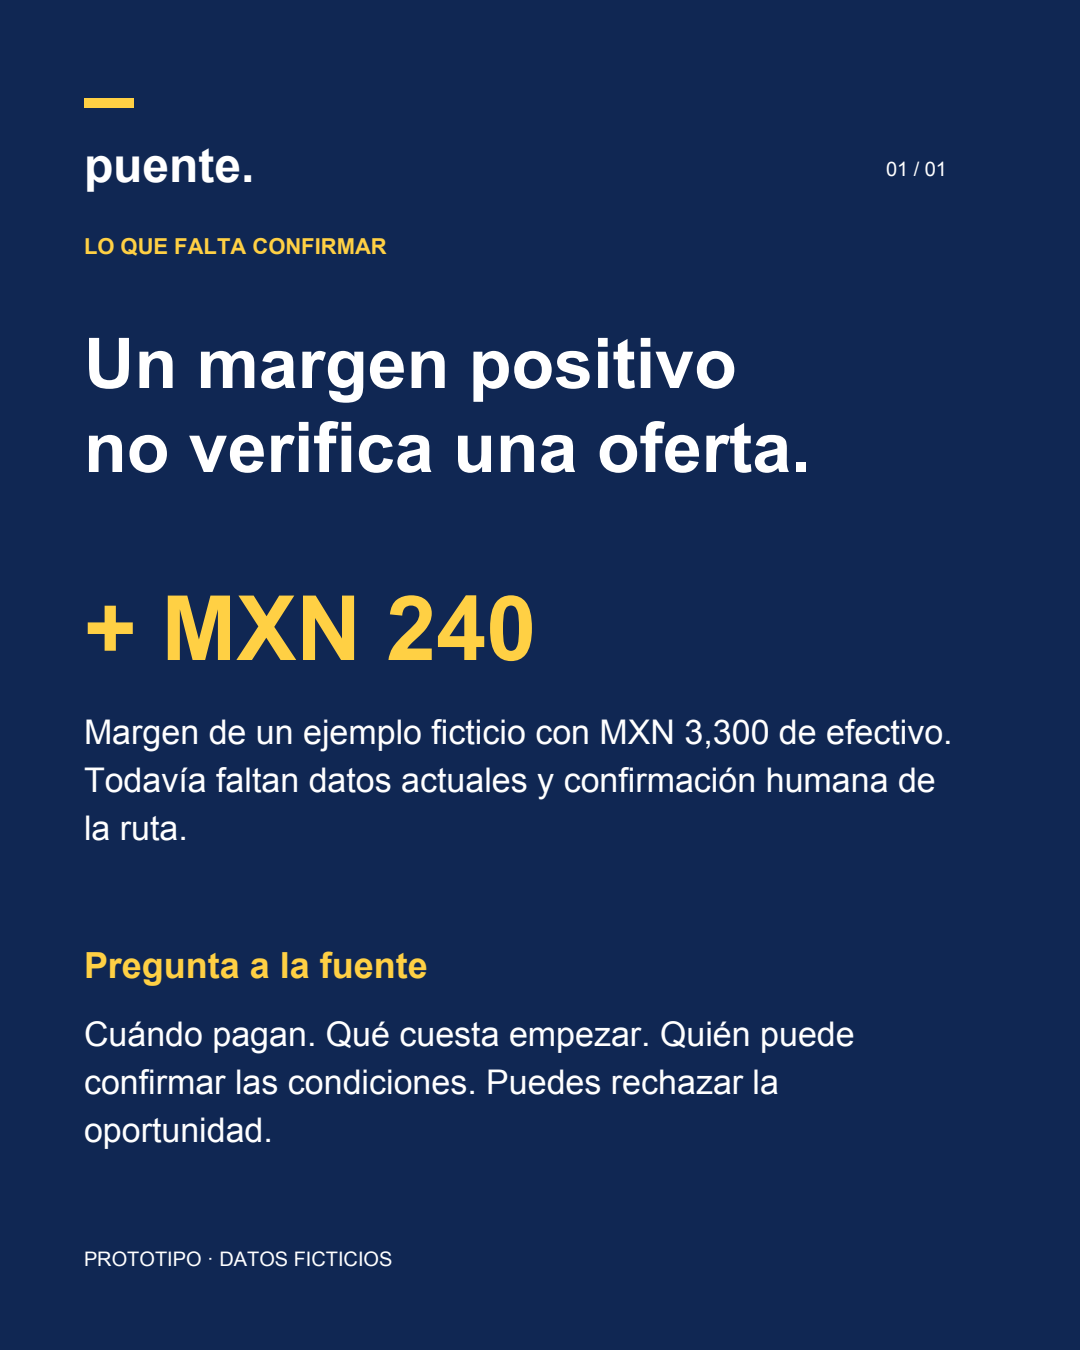 puente.
01 / 01
LO QUE FALTA CONFIRMAR
Un margen positivo
no verifica una oferta.
+ MXN 240
Margen de un ejemplo ficticio con MXN 3,300 de efectivo.
Todavía faltan datos actuales y confirmación humana de
la ruta.
Pregunta a la fuente
Cuándo pagan. Qué cuesta empezar. Quién puede
confirmar las condiciones. Puedes rechazar la
oportunidad.
PROTOTIPO · DATOS FICTICIOS